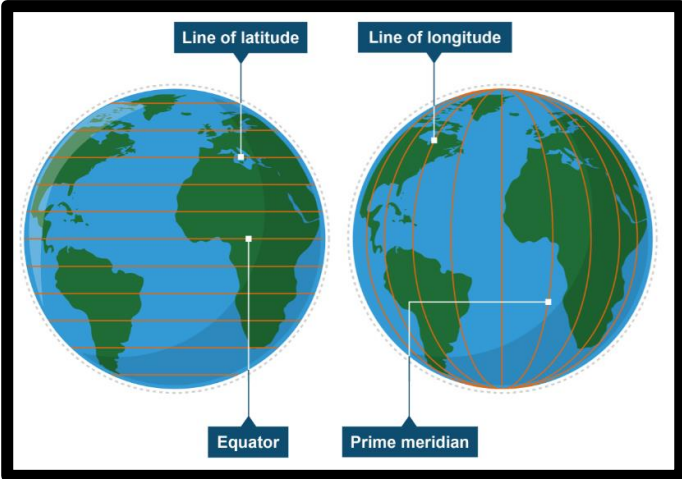 Line of latitude
Line of longitude
Equator
Prime meridian